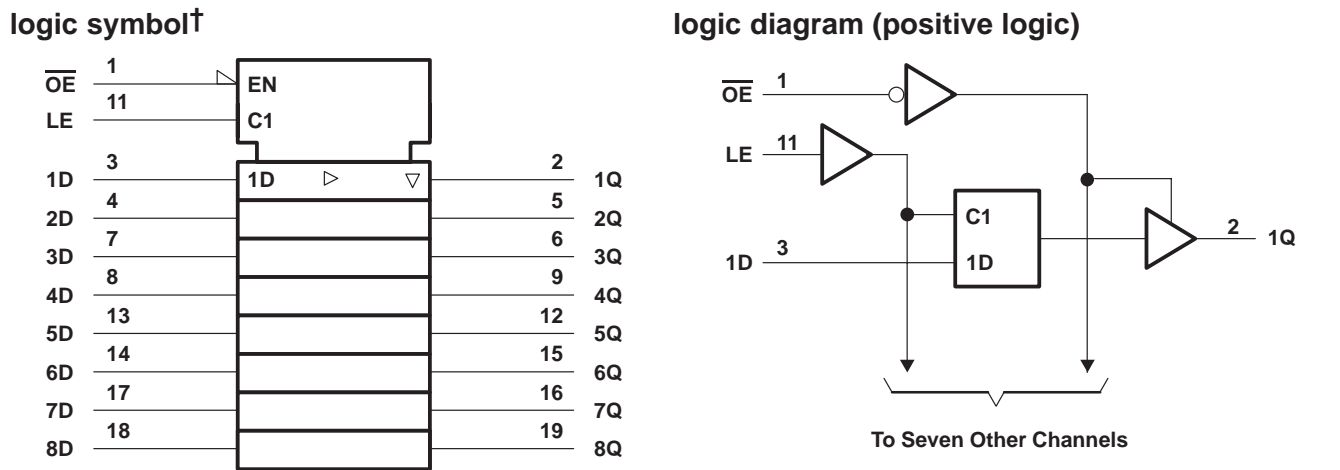 logic symbol†
OE
1
EN
LE
11
C1
1D
3
1D
2
1Q
2D
4
5
2Q
3D
7
6
3Q
4D
8
9
4Q
5D
13
12
5Q
6D
14
15
6Q
7D
17
16
7Q
8D
18
19
8Q
logic diagram (positive logic)
OE
1
LE
11
C1
1D
3
1D
2
1Q
To Seven Other Channels